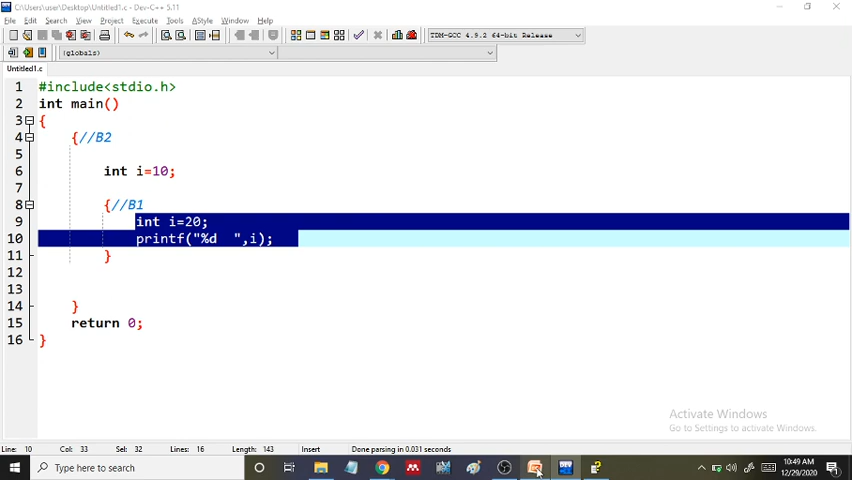 C:\Users\user\Desktop\Untitled1.c - Dev-C++ 5.11
File Edit Search View Project Execute Tools AStyle Window Help
TDM-GCC 4.9.2 64-bit Release
(globals)
Untitled1.c
1 #include<stdio.h>
2 int main()
3 {
4 {//B2
5
6 int i=10;
7
8 {//B1
9 int i=20;
10 printf("%d ",i);
11 }
12
13
14 }
15 return 0;
16 }
Activate Windows
Go to Settings to activate Windows.
Line: 10 Col: 33 Sel: 32 Lines: 16 Length: 143 Insert Done parsing in 0.031 seconds
Type here to search
10:49 AM
12/29/2020